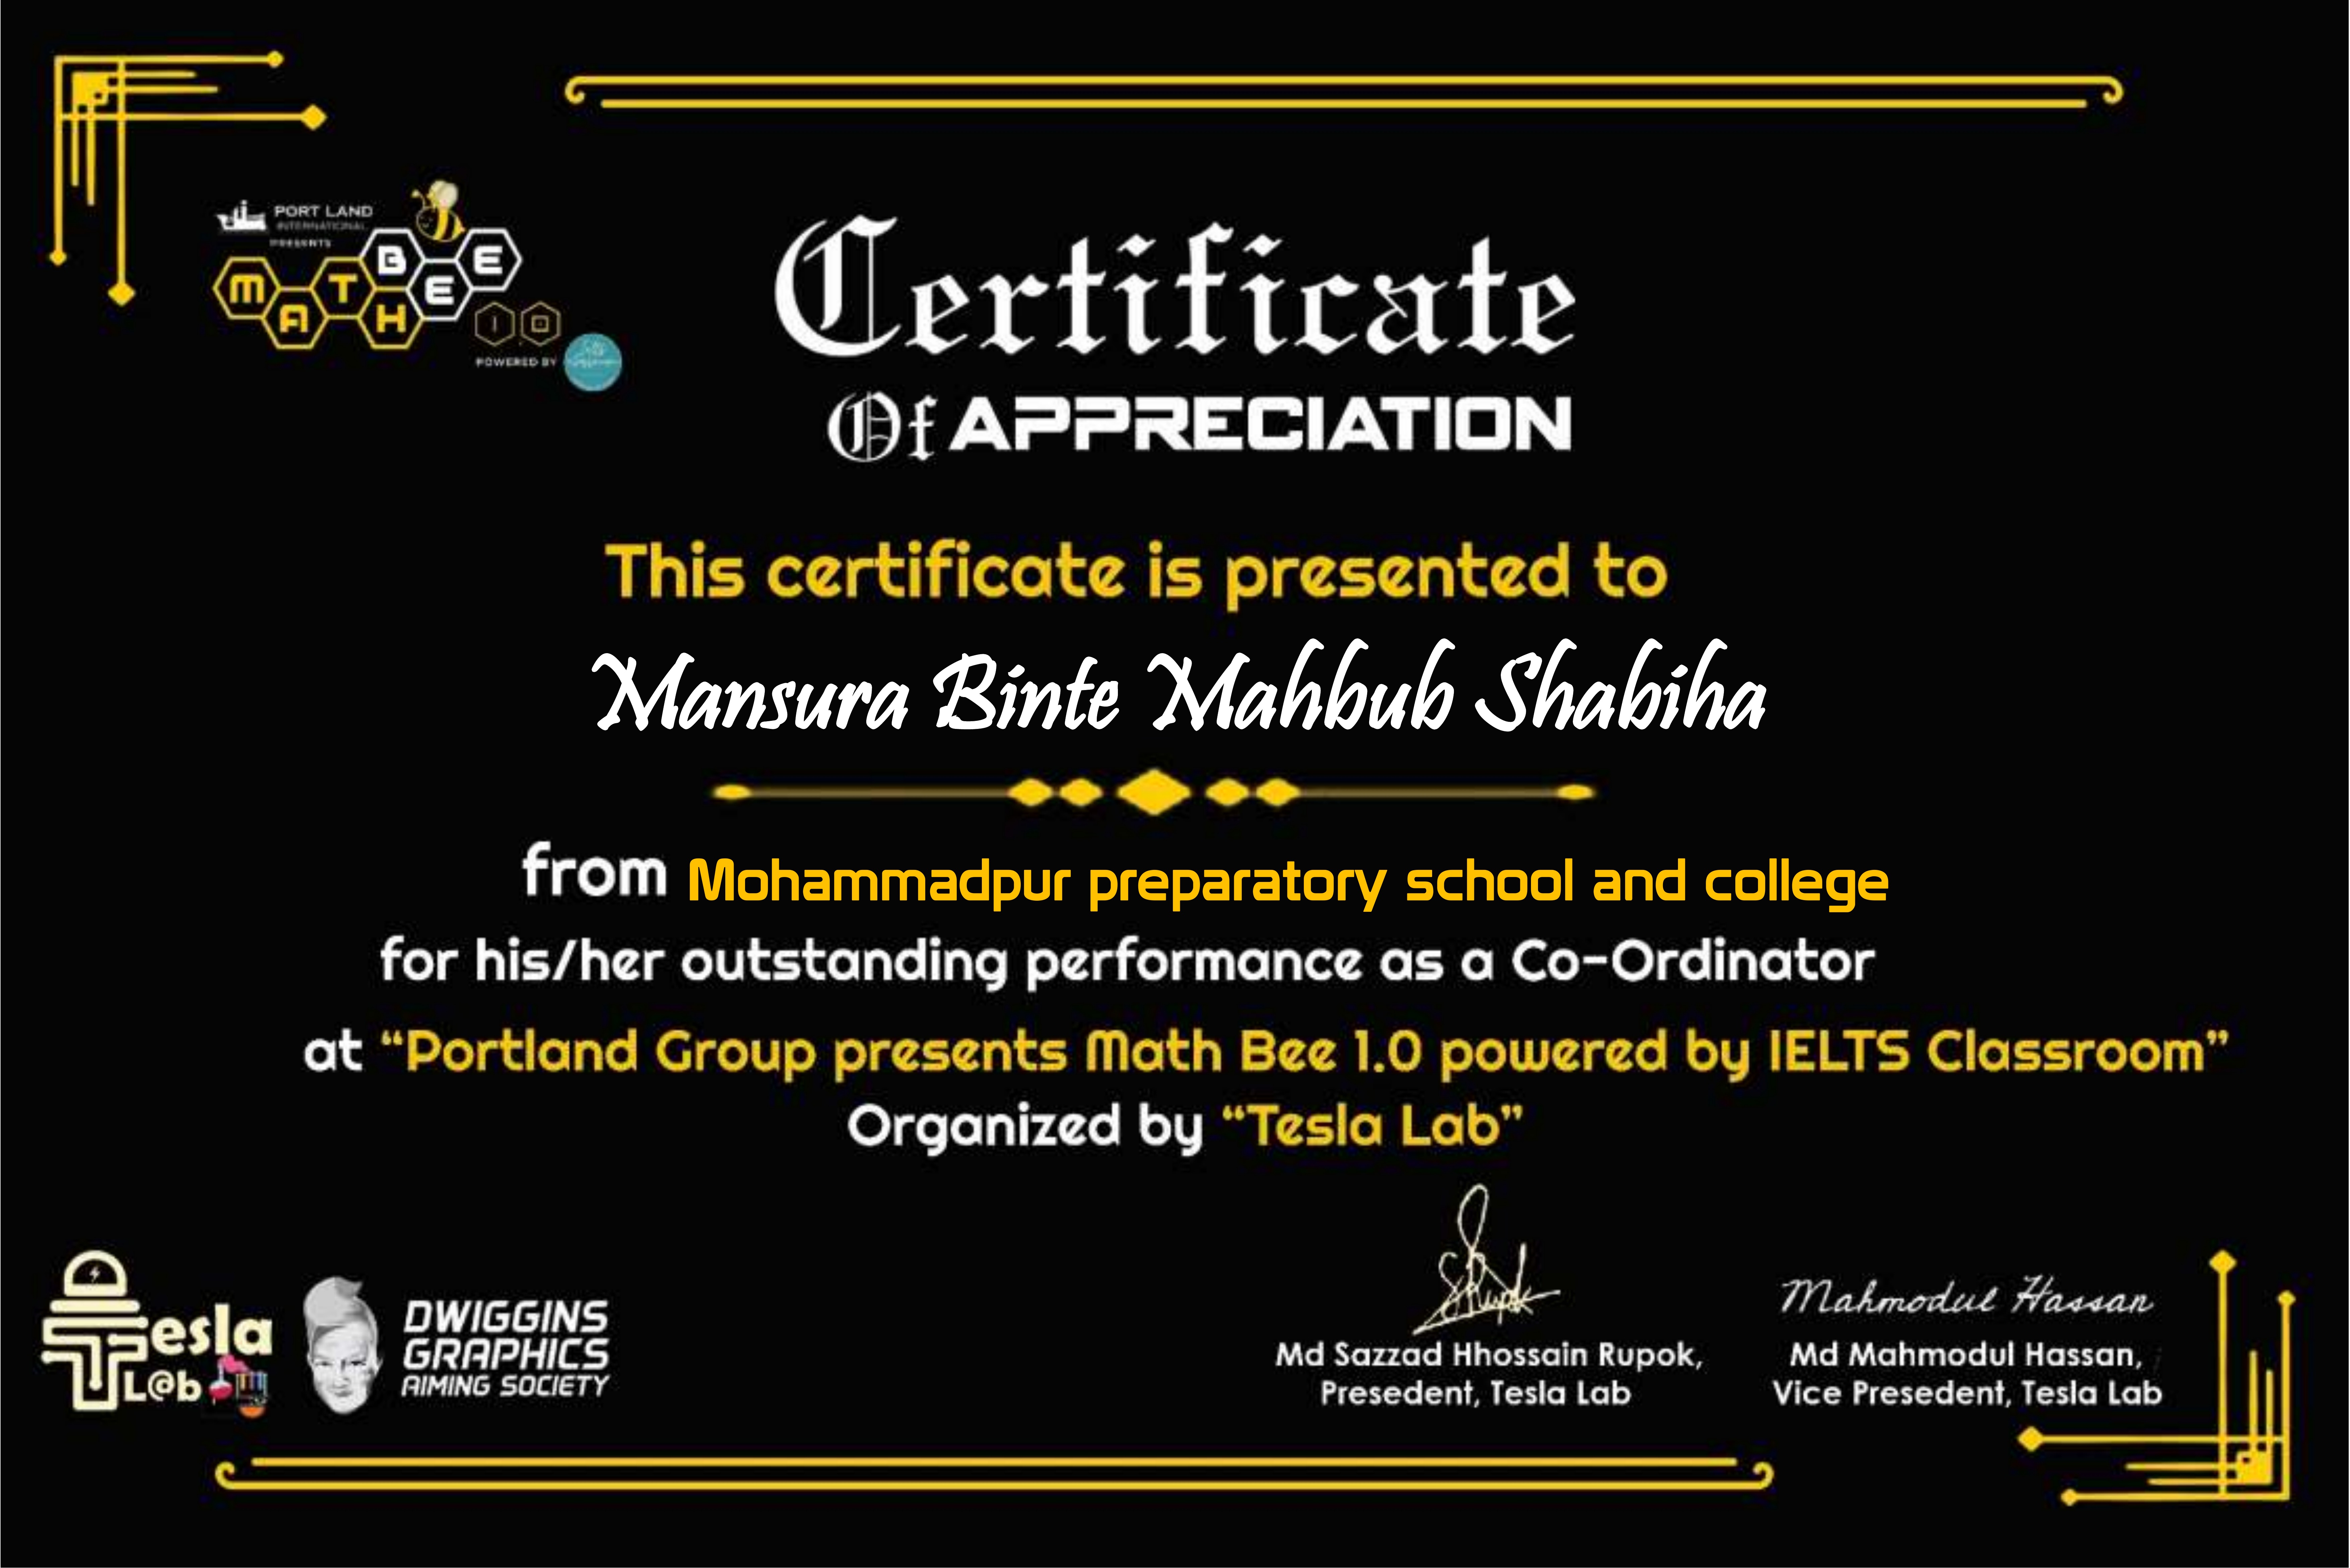 PORT LAND
INTERNATIONAL
PRESENTS
MATH BEE
1.0
POWERED BY
Certificate
Of APPRECIATION
This certificate is presented to
Mansura Binte Mahbub Shabiha
from Mohammadpur preparatory school and college
for his/her outstanding performance as a Co-Ordinator
at “Portland Group presents Math Bee 1.0 powered by IELTS Classroom”
Organized by “Tesla Lab”
Tesla
L@b
DWIGGINS
GRAPHICS
AIMING SOCIETY
Rupok
Md Sazzad Hhossain Rupok,
Presedent, Tesla Lab
Mahmodul Hassan
Md Mahmodul Hassan,
Vice Presedent, Tesla Lab